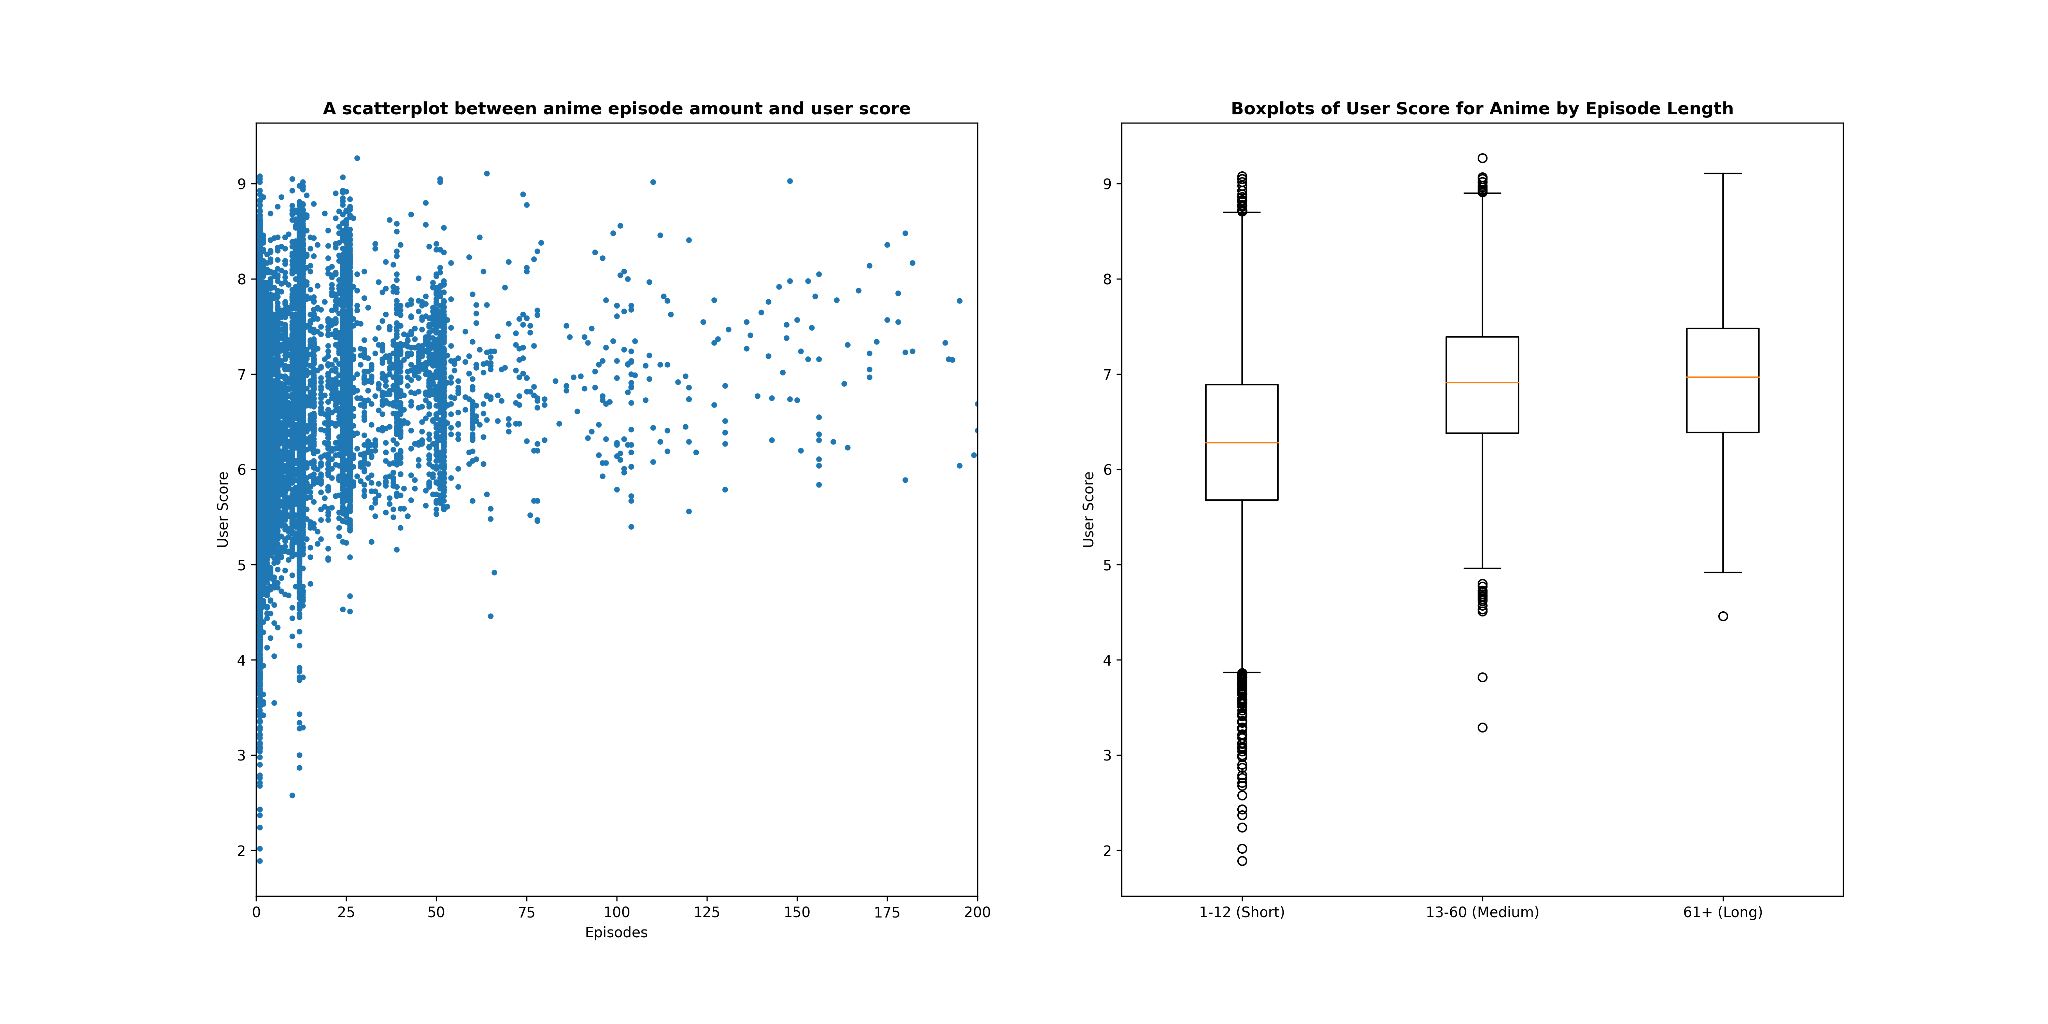 A scatterplot between anime episode amount and user score
User Score
9
8
7
6
5
4
3
2
0 25 50 75 100 125 150 175 200
Episodes
Boxplots of User Score for Anime by Episode Length
User Score
9
8
7
6
5
4
3
2
1-12 (Short) 13-60 (Medium) 61+ (Long)